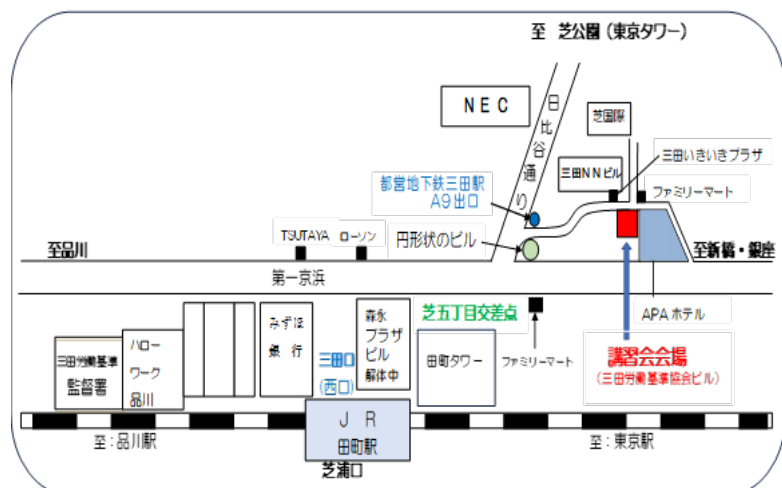 至 芝公園（東京タワー）
NEC
日比谷通り
芝国際
三田いきいきプラザ
三田NNビル
ファミリーマート
都営地下鉄三田駅
A9出口
TSUTAYA
ローソン
円形状のビル
至品川
至新橋・銀座
第一京浜
APAホテル
芝五丁目交差点
三田労働基準
監督署
ハロー
ワーク
品川
みずほ
銀行
三田口
(西口)
森永
プラザ
ビル
解体中
田町タワー
ファミリーマート
講習会会場
（三田労働基準協会ビル）
JR
田町駅
至：品川駅
至：東京駅
芝浦口